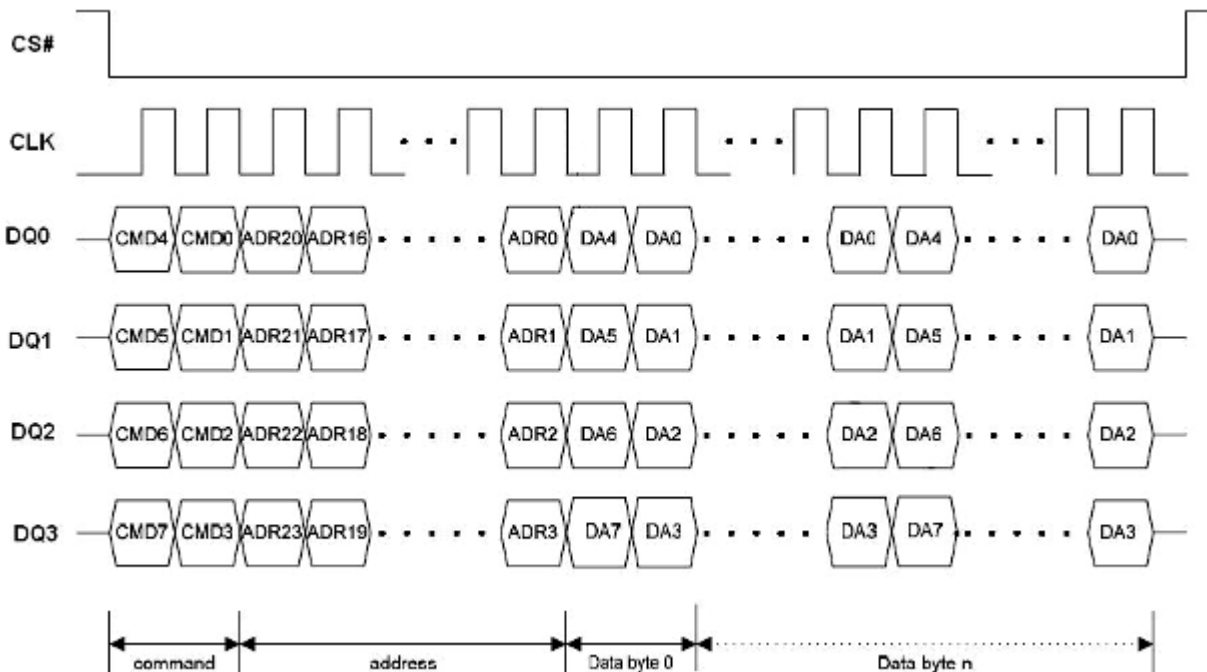 CS#
CLK
DQ0 CMD4 CMD0 ADR20 ADR16 ADR0 DA4 DA0 DA0 DA4 DA0
DQ1 CMD5 CMD1 ADR21 ADR17 ADR1 DA5 DA1 DA1 DA5 DA1
DQ2 CMD6 CMD2 ADR22 ADR18 ADR2 DA6 DA2 DA2 DA6 DA2
DQ3 CMD7 CMD3 ADR23 ADR19 ADR3 DA7 DA3 DA3 DA7 DA3
command address Data byte 0 Data byte n